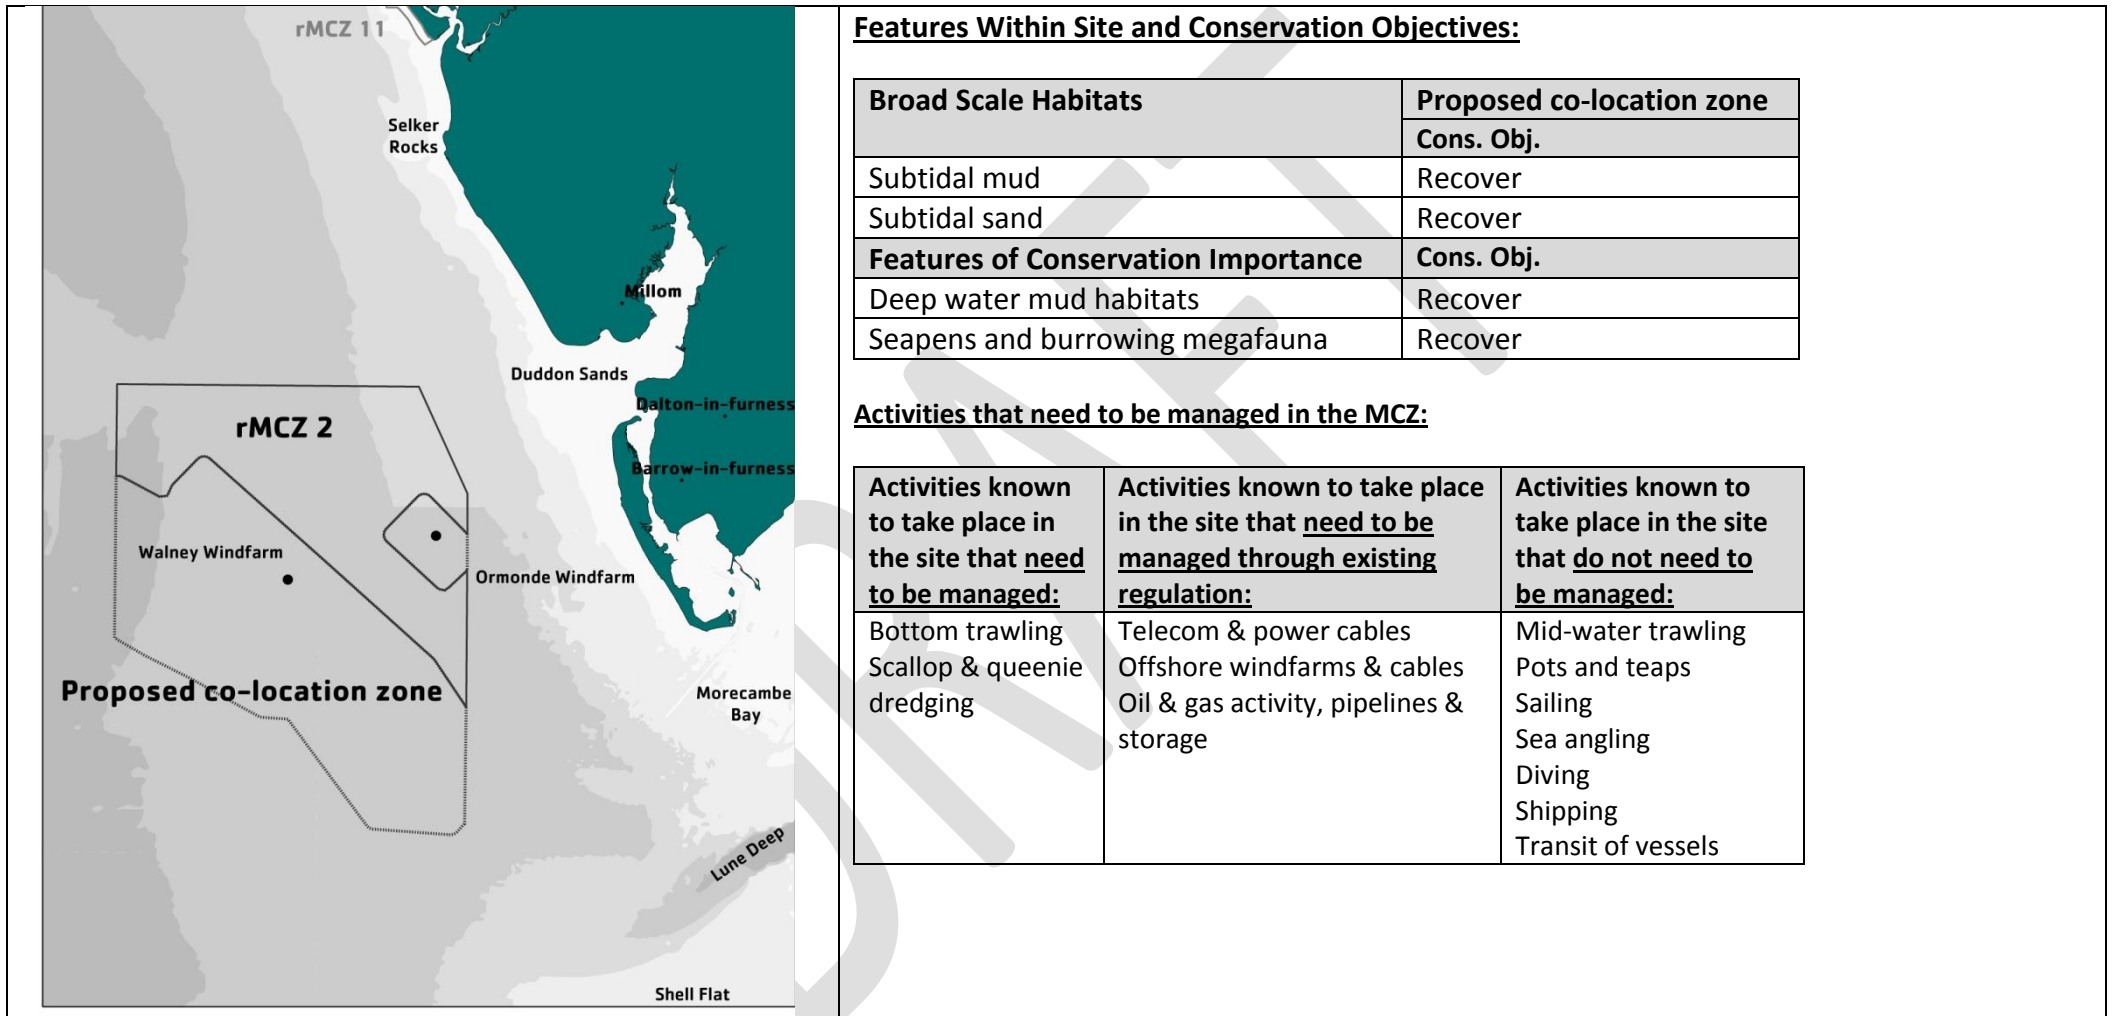 rMCZ 11
Selker
Rocks
Millom
Duddon Sands
Dalton-in-furness
rMCZ 2
Barrow-in-furness
Walney Windfarm
Ormonde Windfarm
Proposed co-location zone
Morecambe
Bay
Lune Deep
Shell Flat
Features Within Site and Conservation Objectives:
Broad Scale Habitats
Proposed co-location zone
Cons. Obj.
Subtidal mud
Recover
Subtidal sand
Recover
Features of Conservation Importance
Cons. Obj.
Deep water mud habitats
Recover
Seapens and burrowing megafauna
Recover
Activities that need to be managed in the MCZ:
Activities known
to take place in
the site that need
to be managed:
Activities known to take place
in the site that need to be
managed through existing
regulation:
Activities known to
take place in the site
that do not need to
be managed:
Bottom trawling
Scallop & queenie
dredging
Telecom & power cables
Offshore windfarms & cables
Oil & gas activity, pipelines &
storage
Mid-water trawling
Pots and teaps
Sailing
Sea angling
Diving
Shipping
Transit of vessels
DRAFT